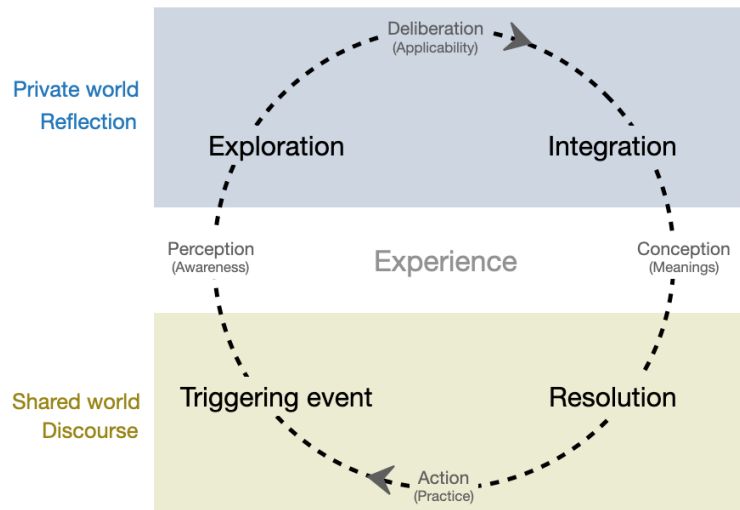 Deliberation
(Applicability)
Private world
Reflection
Exploration
Integration
Perception
(Awareness)
Experience
Conception
(Meanings)
Triggering event
Resolution
Shared world
Discourse
Action
(Practice)